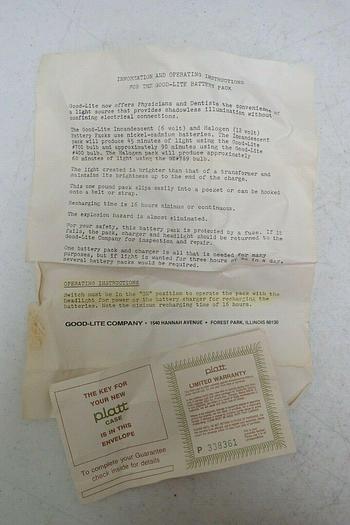 INFORMATION AND OPERATING INSTRUCTIONS
FOR THE GOOD-LITE BATTERY PACK
Good-Lite now offers Physicians and Dentists the convenience of
a light source that provides shadowless illumination without
confining electrical connections.
The Good-Lite Incandescent (6 volt) and Halogen (12 volt)
Battery Packs use nickel-cadmium batteries. The Incandescent
pack will produce 45 minutes of light using the Good-Lite
#700 bulb and approximately 90 minutes using the Good-Lite
#400 bulb. The Halogen pack will produce approximately
60 minutes of light using the bulb.
The light created is brighter than that of a transformer and
maintains its brightness up to the end of the charge.
This one pound pack slips easily into a pocket or can be hooked
onto a belt or strap.
Recharging time is 16 hours minimum or continuous.
The explosion hazard is almost eliminated.
For your safety, this battery pack is protected by a fuse. If it
fails, the pack, charger and headlight should be returned to the
Good-Lite Company for inspection and repair.
One battery pack and charger is all that is needed for many
purposes, but if light is wanted for three hours or so in a day,
several battery packs would be required.
OPERATING INSTRUCTIONS
Switch must be in the "ON" position to operate the pack with the
headlight for power or the battery charger for recharging the
batteries. Note the minimum recharging time of 16 hours.
GOOD-LITE COMPANY • 1540 HANNAH AVENUE • FOREST PARK, ILLINOIS 60130
THE KEY FOR
YOUR NEW
platt
CASE
IS IN THIS
ENVELOPE
To complete your Guarantee
check inside for details
platt
LIMITED WARRANTY
P 338361